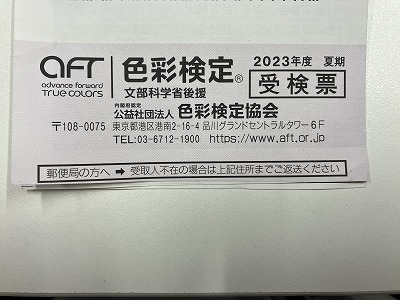 aFT
advance forward
True colors
色彩検定®
文部科学省後援
2023年度 夏期
受検票
内閣府認定
公益社団法人 色彩検定協会
〒108-0075 東京都港区港南2-16-4 品川グランドセントラルタワー6F
TEL:03-6712-1900 https://www.aft.or.jp
郵便局の方へ ➡ 受取人不在の場合は上記住所までご返送ください